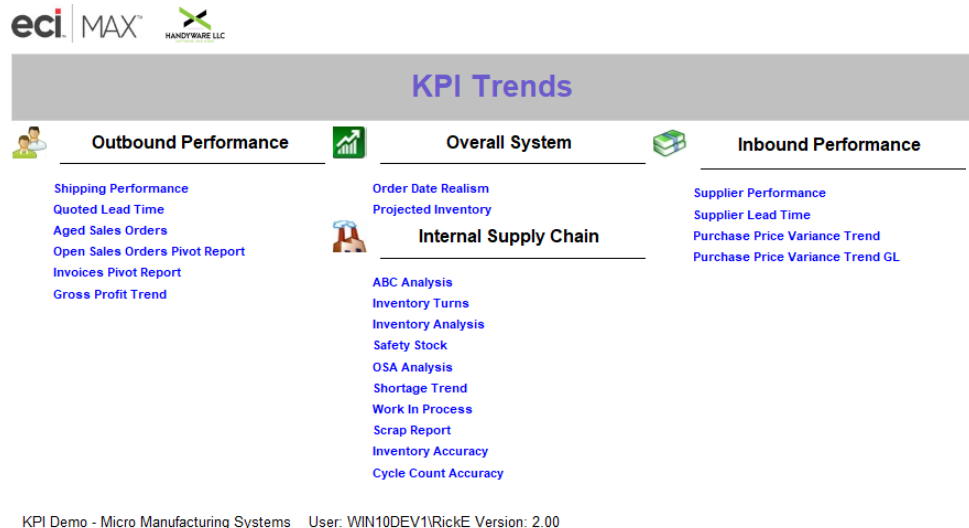 eci MAX™
HANDYWARE LLC
KPI Trends
Outbound Performance
Shipping Performance
Quoted Lead Time
Aged Sales Orders
Open Sales Orders Pivot Report
Invoices Pivot Report
Gross Profit Trend
Overall System
Order Date Realism
Projected Inventory
Internal Supply Chain
ABC Analysis
Inventory Turns
Inventory Analysis
Safety Stock
OSA Analysis
Shortage Trend
Work In Process
Scrap Report
Inventory Accuracy
Cycle Count Accuracy
Inbound Performance
Supplier Performance
Supplier Lead Time
Purchase Price Variance Trend
Purchase Price Variance Trend GL
KPI Demo - Micro Manufacturing Systems User: WIN10DEV1\RickE Version: 2.00